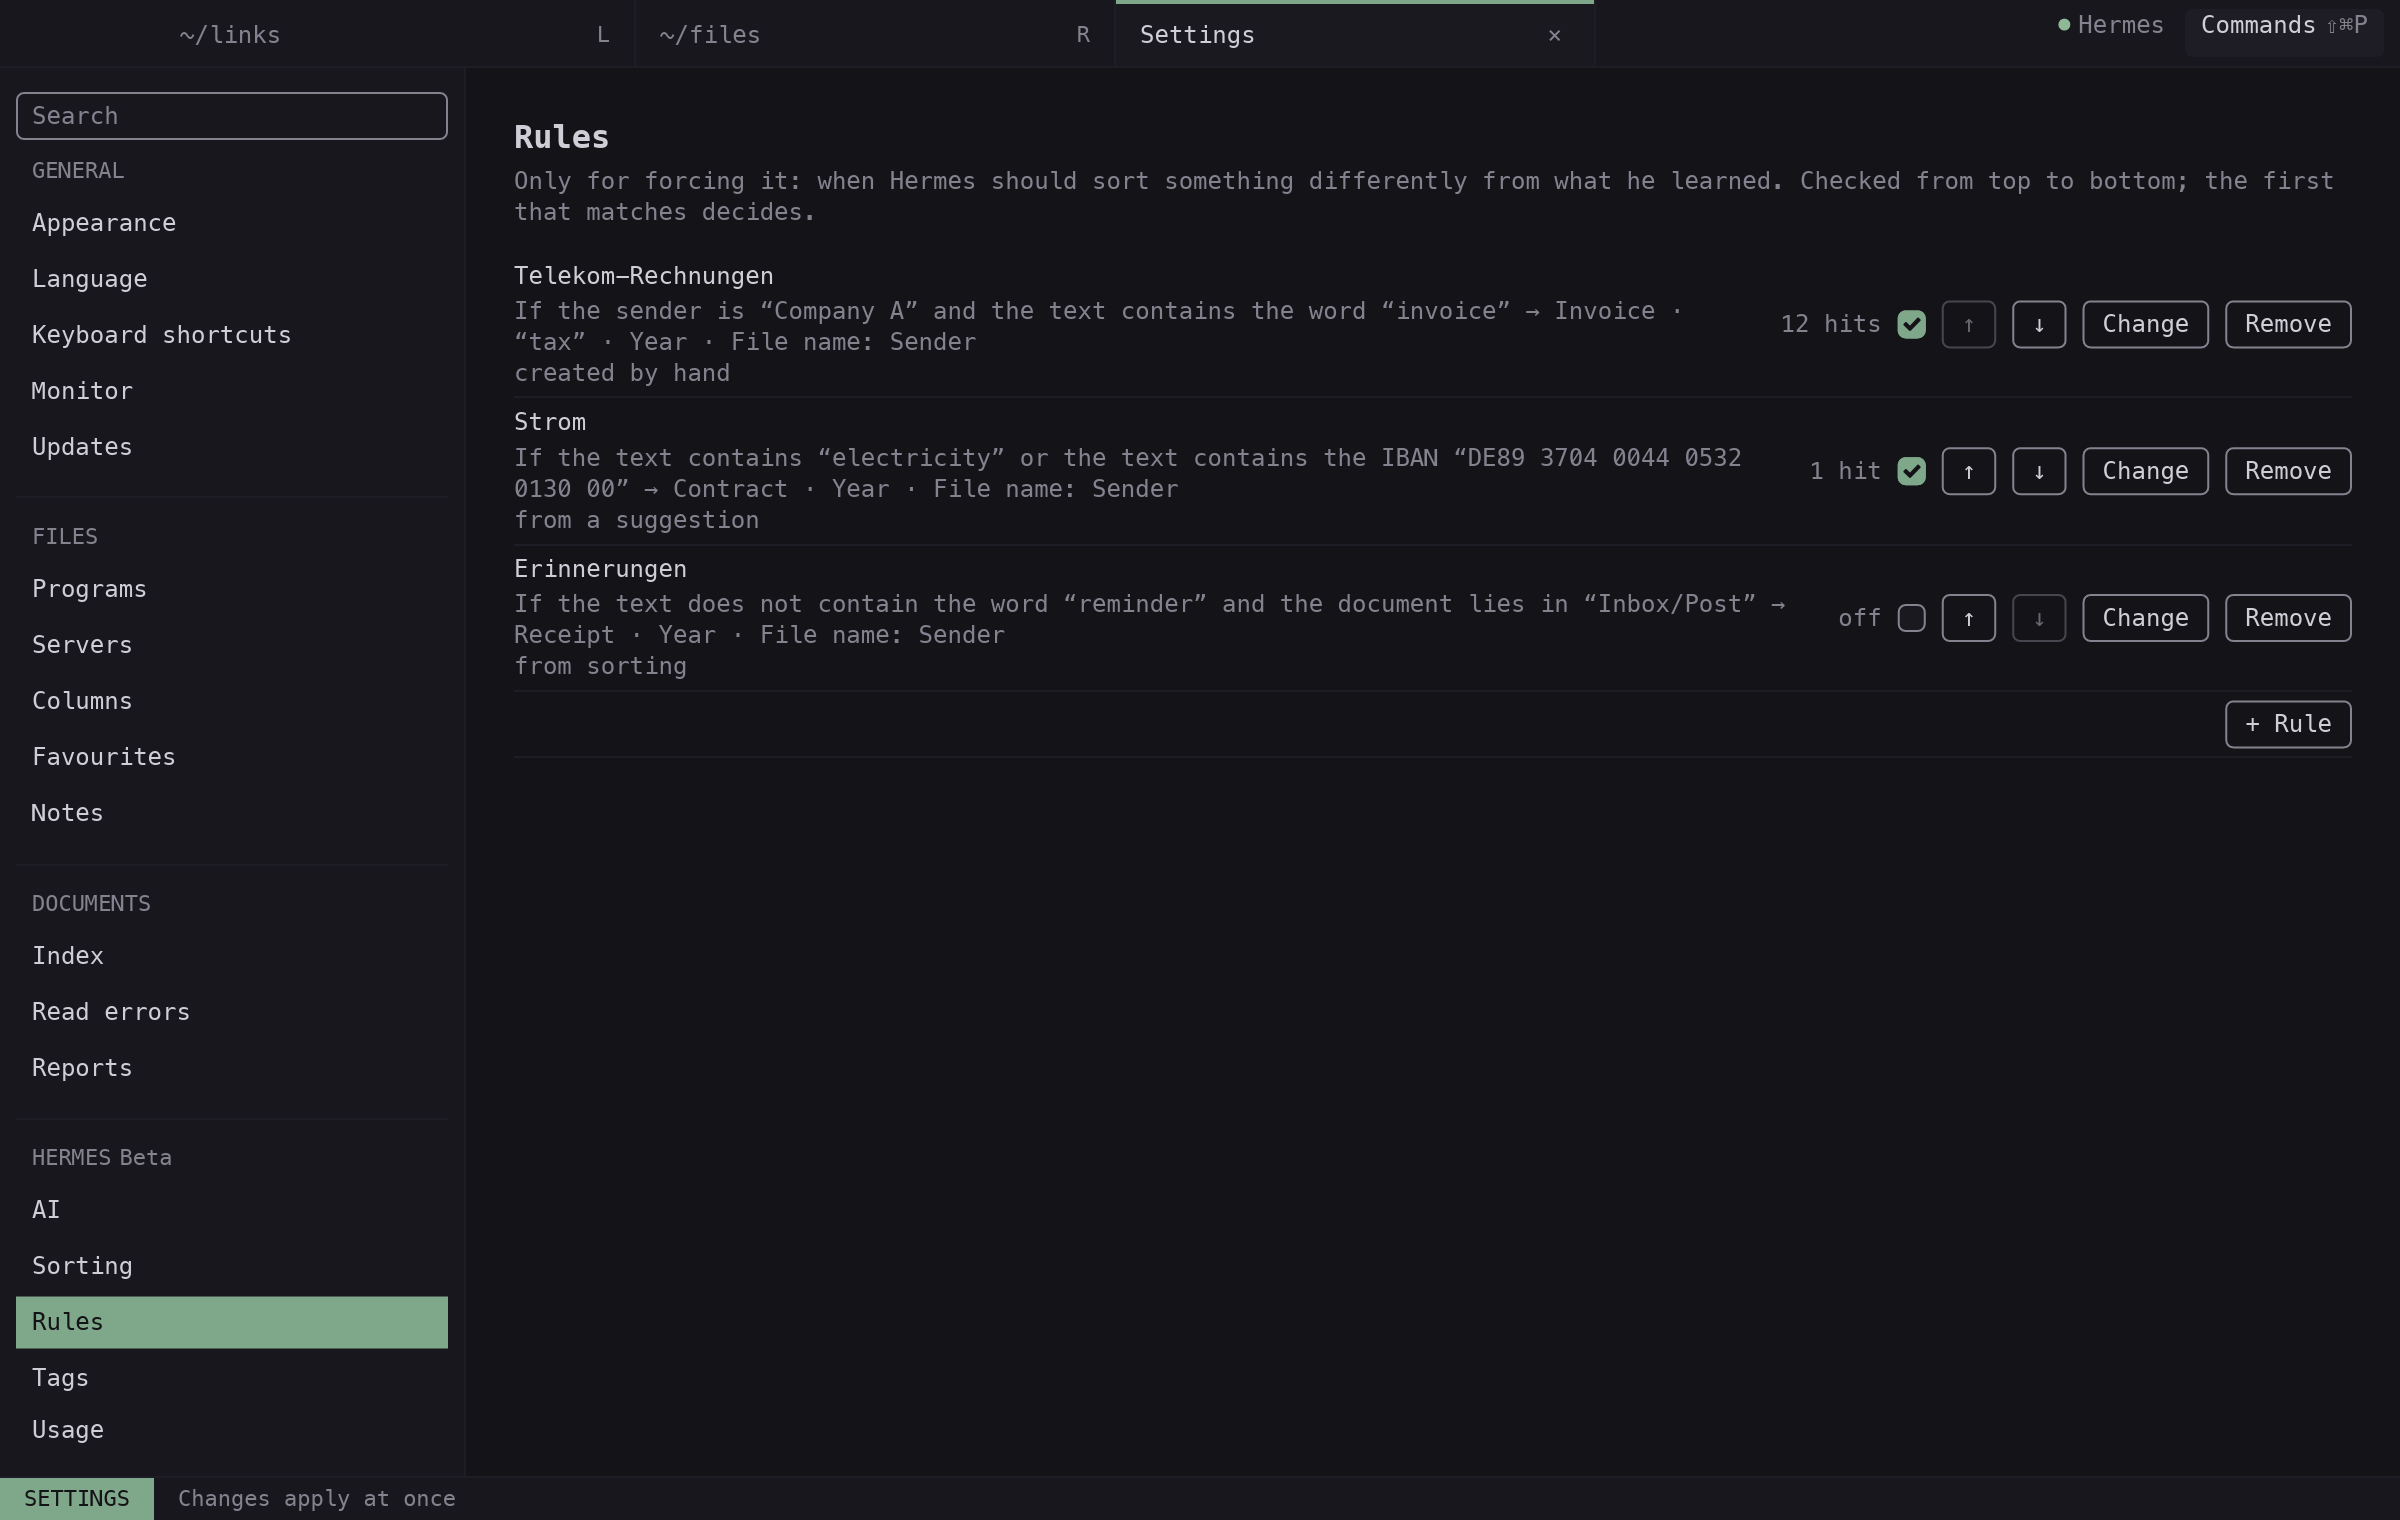 ~/links L ~/files R Settings × Hermes Commands ⇧⌘P
Search
GENERAL
Appearance
Language
Keyboard shortcuts
Monitor
Updates
FILES
Programs
Servers
Columns
Favourites
Notes
DOCUMENTS
Index
Read errors
Reports
HERMES Beta
AI
Sorting
Rules
Tags
Usage
Rules
Only for forcing it: when Hermes should sort something differently from what he learned. Checked from top to bottom; the first
that matches decides.
Telekom–Rechnungen
If the sender is “Company A” and the text contains the word “invoice” → Invoice ·
“tax” · Year · File name: Sender
created by hand
12 hits ↑ ↓ Change Remove
Strom
If the text contains “electricity” or the text contains the IBAN “DE89 3704 0044 0532
0130 00” → Contract · Year · File name: Sender
from a suggestion
1 hit ↑ ↓ Change Remove
Erinnerungen
If the text does not contain the word “reminder” and the document lies in “Inbox/Post” →
Receipt · Year · File name: Sender
from sorting
off ↑ ↓ Change Remove
+ Rule
SETTINGS Changes apply at once